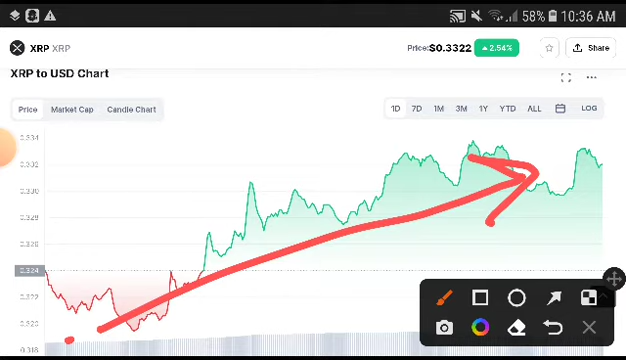 58% 10:36 AM
XRP XRP Price: $0.3322 ▲ 2.54% Share
XRP to USD Chart
Price Market Cap Candle Chart 1D 7D 1M 3M 1Y YTD ALL LOG
0.334
0.332
0.330
0.328
0.326
0.324
0.322
0.320
0.318